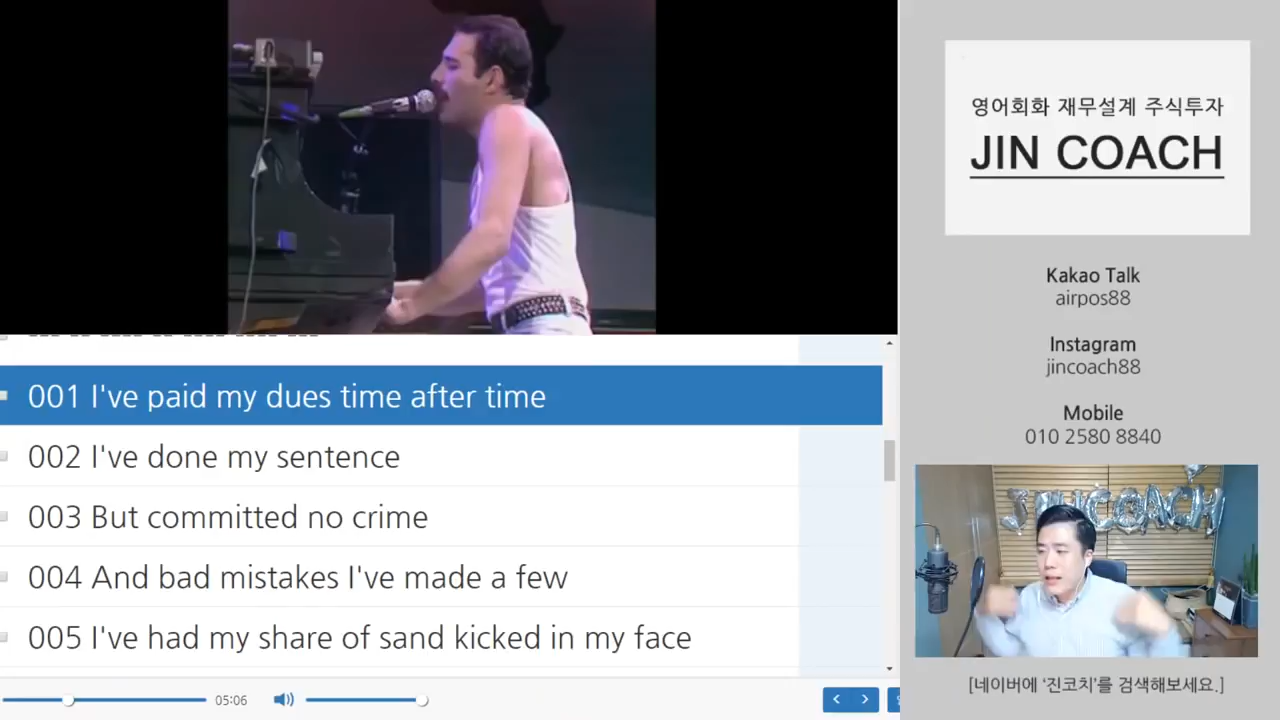 001 I've paid my dues time after time
002 I've done my sentence
003 But committed no crime
004 And bad mistakes I've made a few
005 I've had my share of sand kicked in my face
05:06
영어회화 재무설계 주식투자
JIN COACH
Kakao Talk
airpos88
Instagram
jincoach88
Mobile
010 2580 8840
JINCOACH
[네이버에 '진코치'를 검색해보세요.]